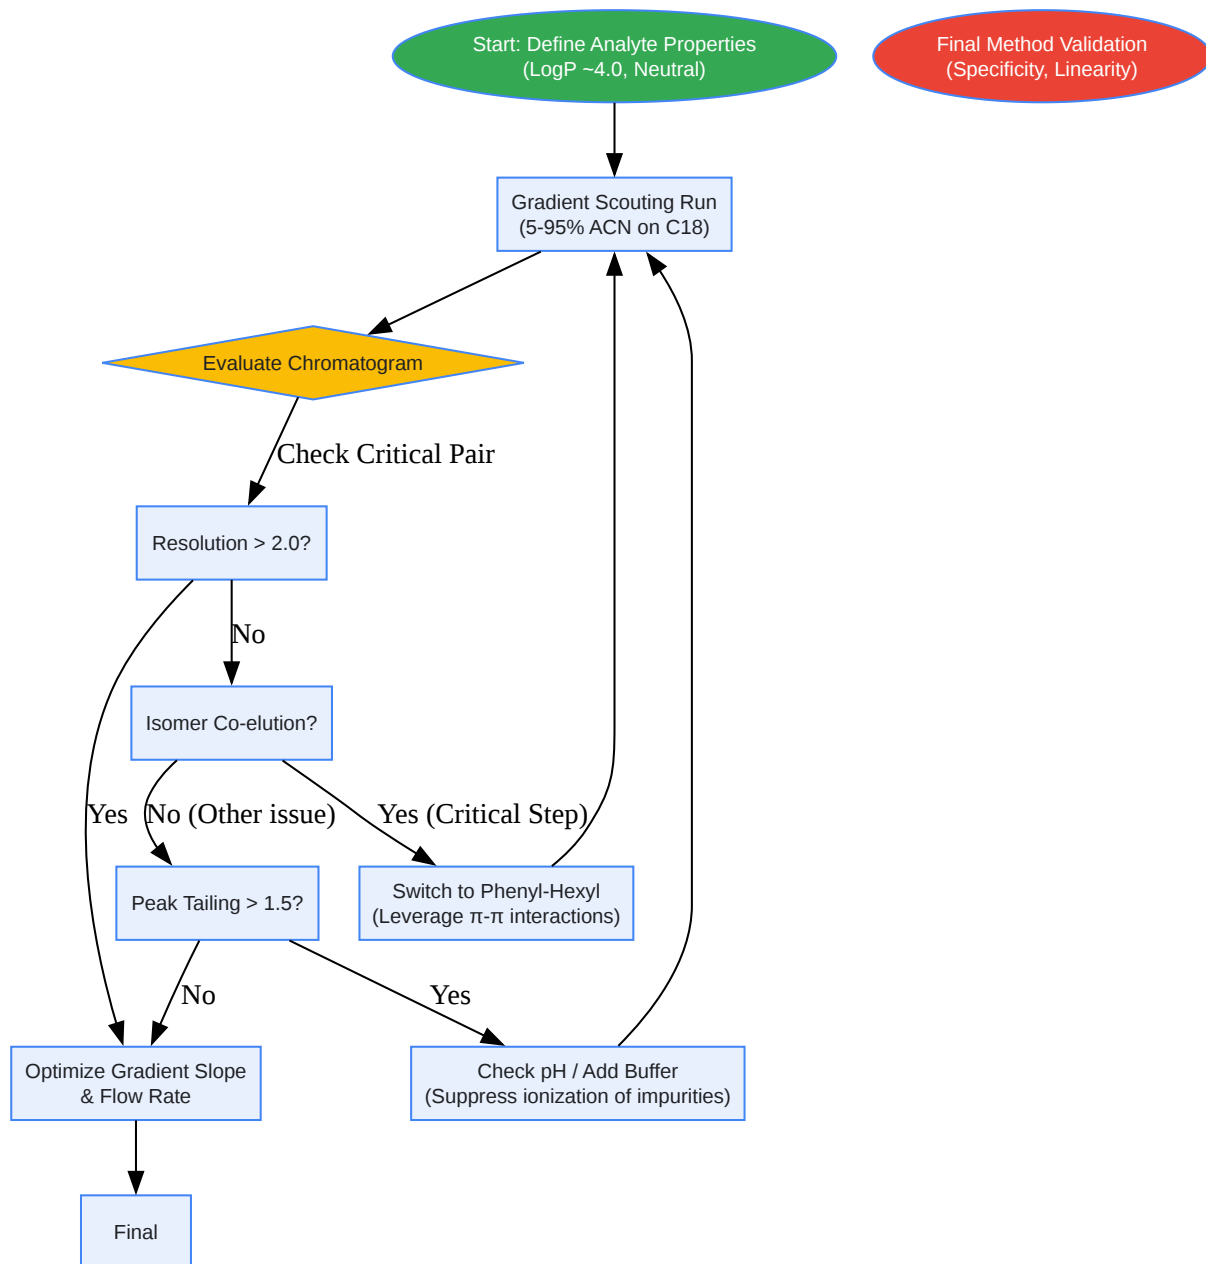 Start: Define Analyte Properties
(LogP ~4.0, Neutral)
Final Method Validation
(Specificity, Linearity)
Gradient Scouting Run
(5-95% ACN on C18)
Evaluate Chromatogram
Check Critical Pair
Resolution > 2.0?
No
Isomer Co-elution?
Yes
No (Other issue)
Yes (Critical Step)
Peak Tailing > 1.5?
Switch to Phenyl-Hexyl
(Leverage π-π interactions)
No
Yes
Optimize Gradient Slope
& Flow Rate
Check pH / Add Buffer
(Suppress ionization of impurities)
Final